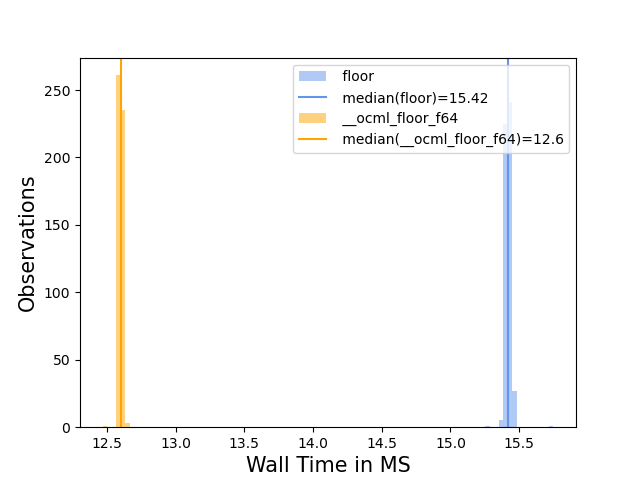 floor
median(floor)=15.42
__ocml_floor_f64
median(__ocml_floor_f64)=12.6
250
200
150
100
50
0
Observations
12.5 13.0 13.5 14.0 14.5 15.0 15.5
Wall Time in MS